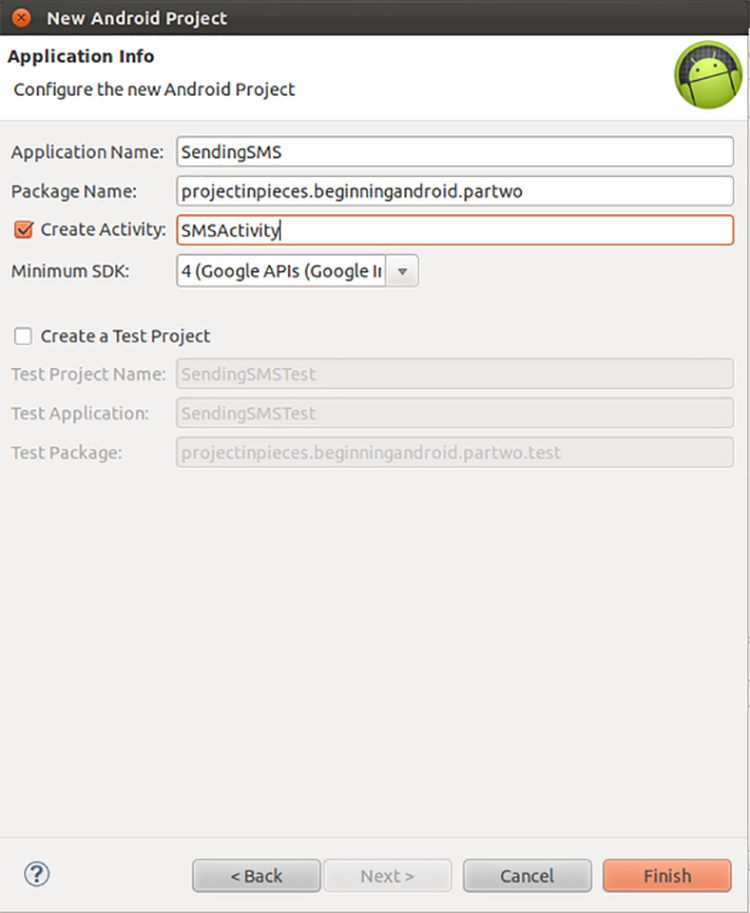 New Android Project
Application Info
Configure the new Android Project
Application Name: SendingSMS
Package Name: projectinpieces.beginningandroid.partwo
Create Activity: SMSActivity
Minimum SDK: 4 (Google APIs (Google
Create a Test Project
Test Project Name: SendingSMSTest
Test Application: SendingSMSTest
Test Package: projectinpieces.beginningandroid.partwo.test
? < Back Next > Cancel Finish